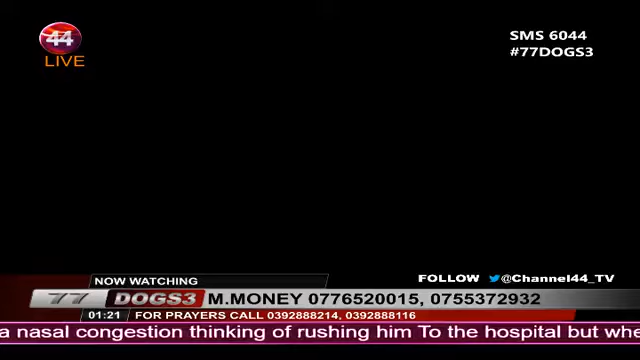 44
LIVE
SMS 6044
#77DOGS3
NOW WATCHING
FOLLOW @Channel44_TV
77 DOGS3 M.MONEY 0776520015, 0755372932
01:21 FOR PRAYERS CALL 0392888214, 0392888116
a nasal congestion thinking of rushing him To the hospital but whe